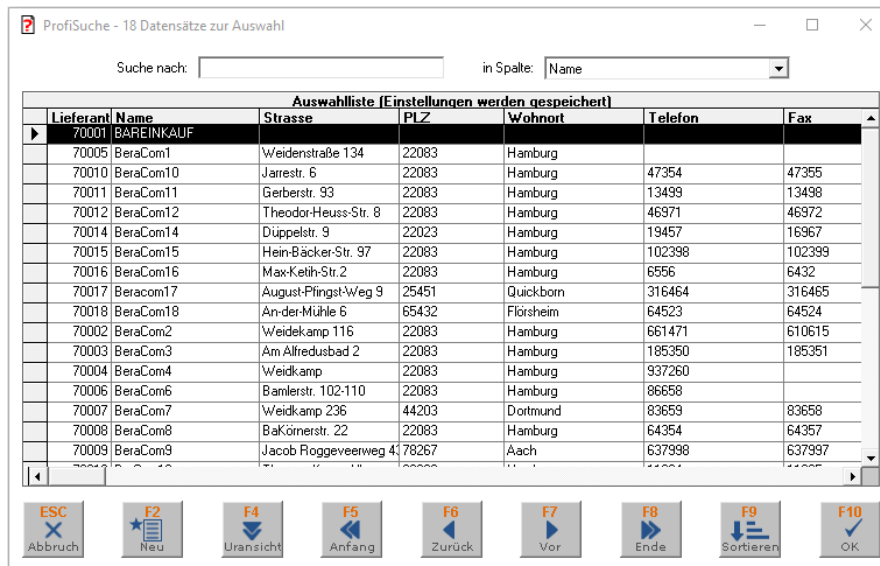 ProfiSuche - 18 Datensätze zur Auswahl
Suche nach: in Spalte: Name
Auswahlliste (Einstellungen werden gespeichert)
Lieferant Name Strasse PLZ Wohnort Telefon Fax
70001 BAREINKAUF
70005 BeraCom1 Weidenstraße 134 22083 Hamburg
70010 BeraCom10 Jarrestr. 6 22083 Hamburg 47354 47355
70011 BeraCom11 Gerberstr. 93 22083 Hamburg 13499 13498
70012 BeraCom12 Theodor-Heuss-Str. 8 22083 Hamburg 46971 46972
70014 BeraCom14 Düppelstr. 9 22023 Hamburg 19457 16967
70015 BeraCom15 Hein-Bäcker-Str. 97 22083 Hamburg 102398 102399
70016 BeraCom16 Max-Ketih-Str.2 22083 Hamburg 6556 6432
70017 Beracom17 August-Pfingst-Weg 9 25451 Quickborn 316464 316465
70018 BeraCom18 An-der-Mühle 6 65432 Flörsheim 64523 64524
70002 BeraCom2 Weidekamp 116 22083 Hamburg 661471 610615
70003 BeraCom3 Am Alfredusbad 2 22083 Hamburg 185350 185351
70004 BeraCom4 Weidkamp 22083 Hamburg 937260
70006 BeraCom6 Bamlerstr. 102-110 22083 Hamburg 86658
70007 BeraCom7 Weidkamp 236 44203 Dortmund 83659 83658
70008 BeraCom8 BaKörnerstr. 22 22083 Hamburg 64354 64357
70009 BeraCom9 Jacob Roggeveerweg 78267 Aach 637998 637997
ESC F2 F4 F5 F6 F7 F8 F9 F10
Abbruch Neu Uransicht Anfang Zurück Vor Ende Sortieren OK